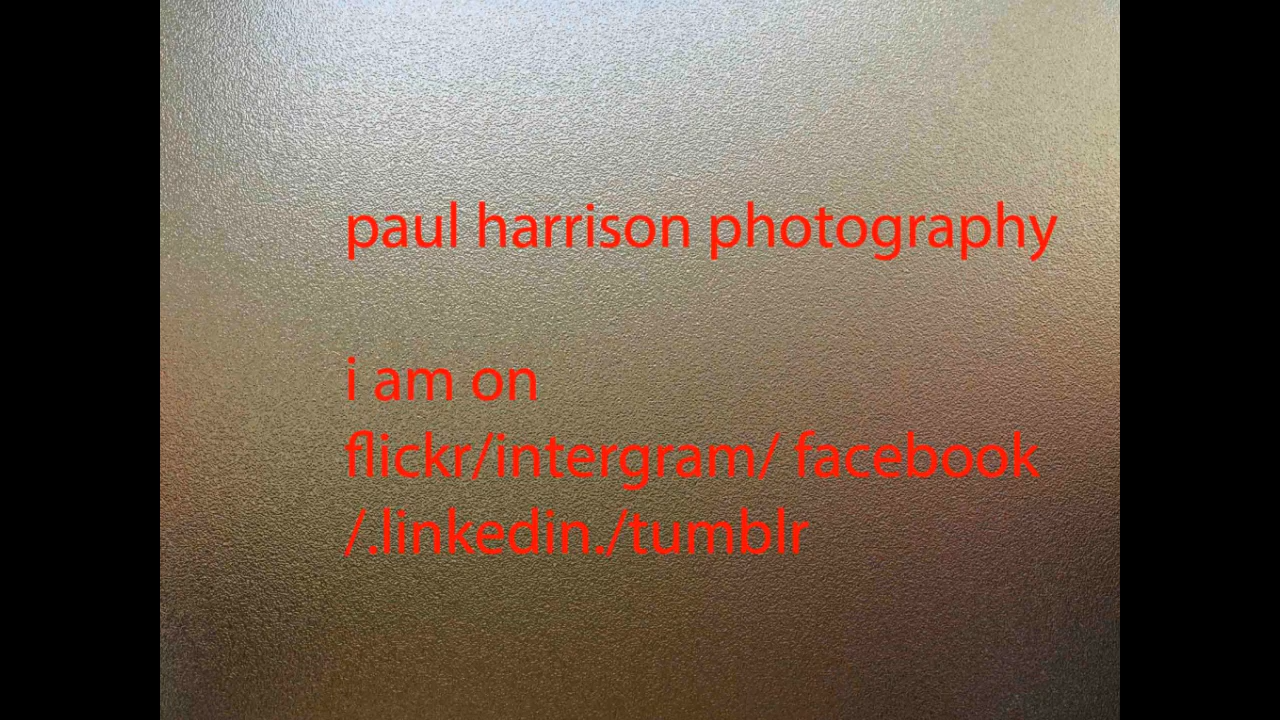 paul harrison photography
i am on
flickr/intergram/ facebook
/.linkedin./tumblr